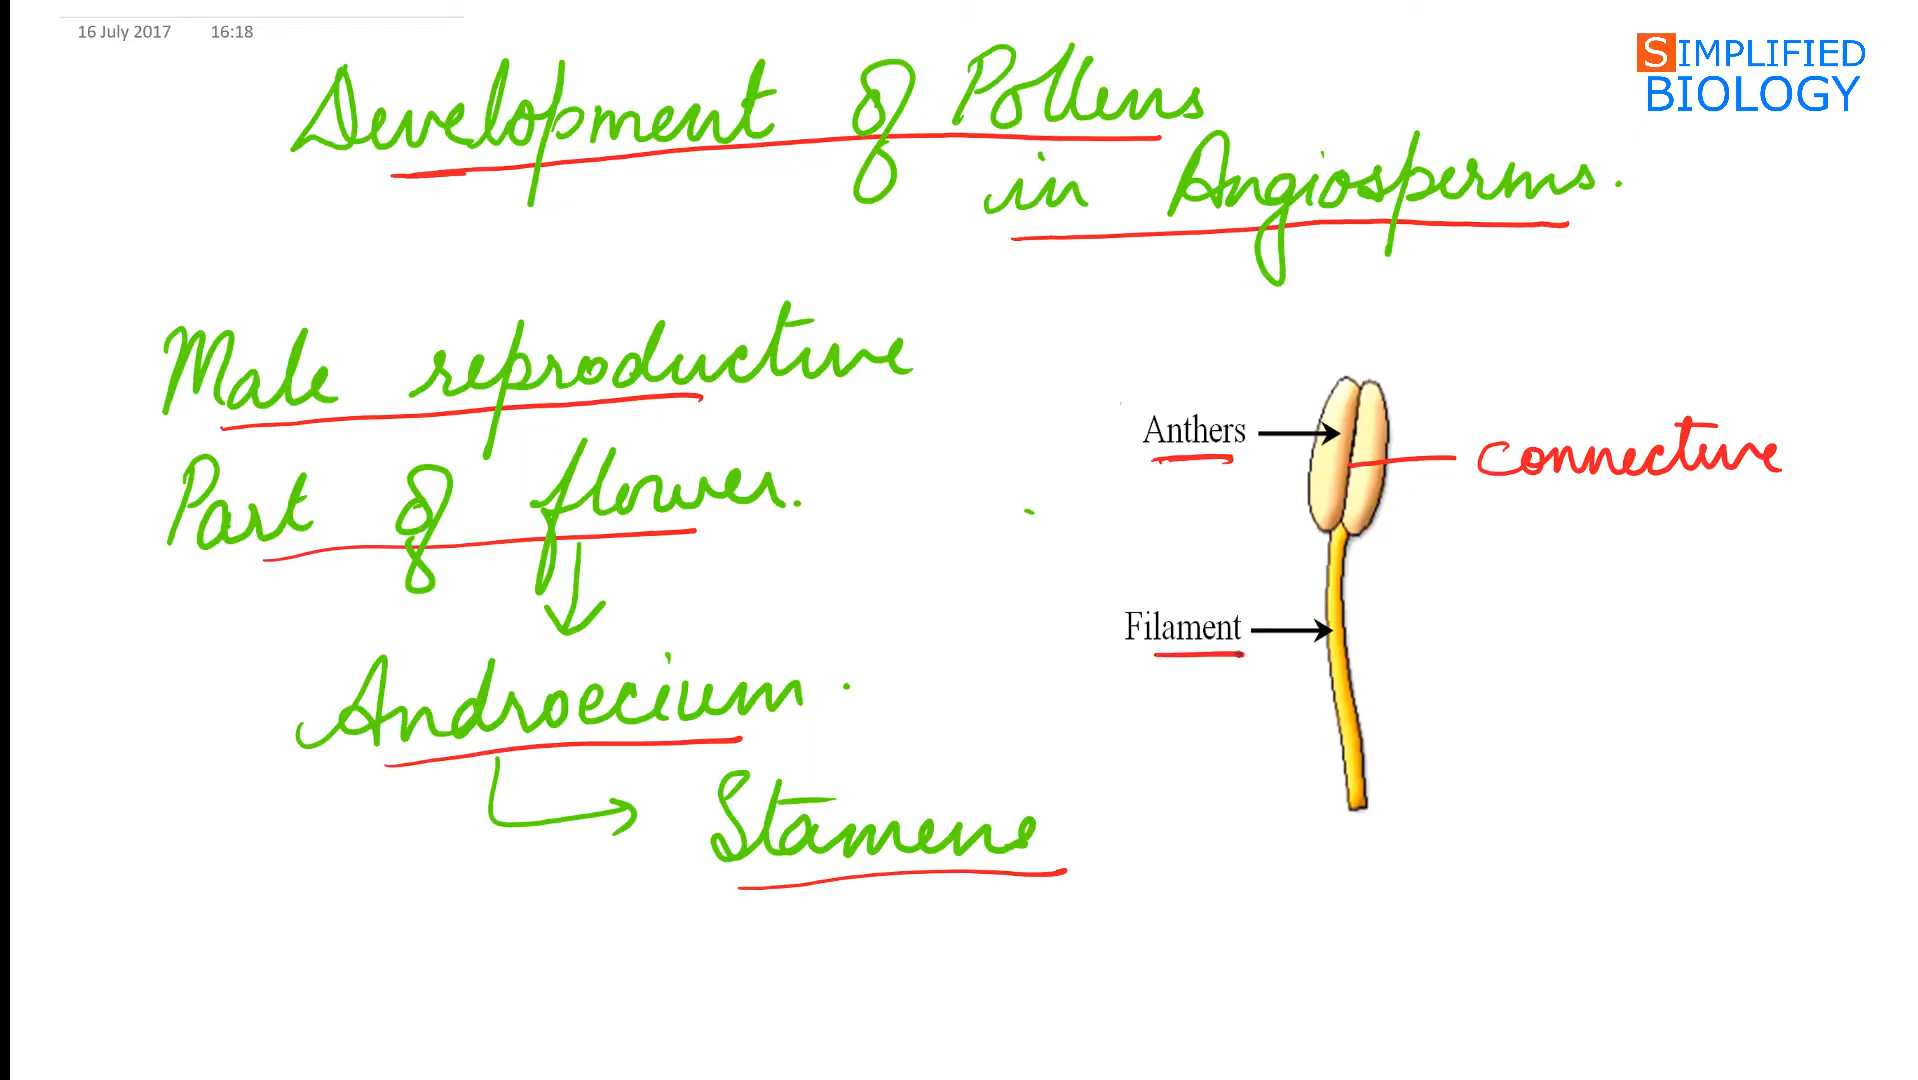 16 July 2017 16:18
SIMPLIFIED
BIOLOGY
Development of Pollens
in Angiosperms.
Male reproductive
Part of flower.
Androecium.
Stamens
Anthers
connective
Filament